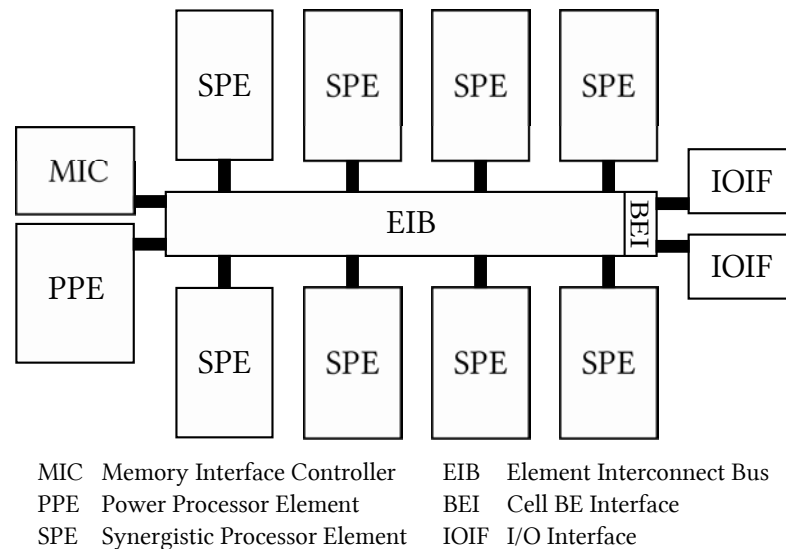 SPE SPE SPE SPE
MIC
IOIF
EIB
BEI
IOIF
PPE
SPE SPE SPE SPE
MIC Memory Interface Controller EIB Element Interconnect Bus
PPE Power Processor Element BEI Cell BE Interface
SPE Synergistic Processor Element IOIF I/O Interface